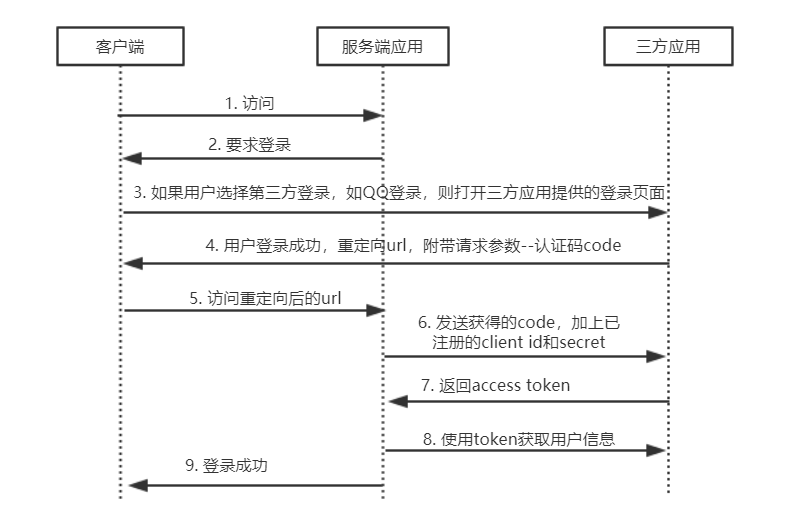 客户端
服务端应用
三方应用
1. 访问
2. 要求登录
3. 如果用户选择第三方登录，如QQ登录，则打开三方应用提供的登录页面
4. 用户登录成功，重定向url，附带请求参数--认证码code
5. 访问重定向后的url
6. 发送获得的code，加上已
注册的client id和secret
7. 返回access token
8. 使用token获取用户信息
9. 登录成功